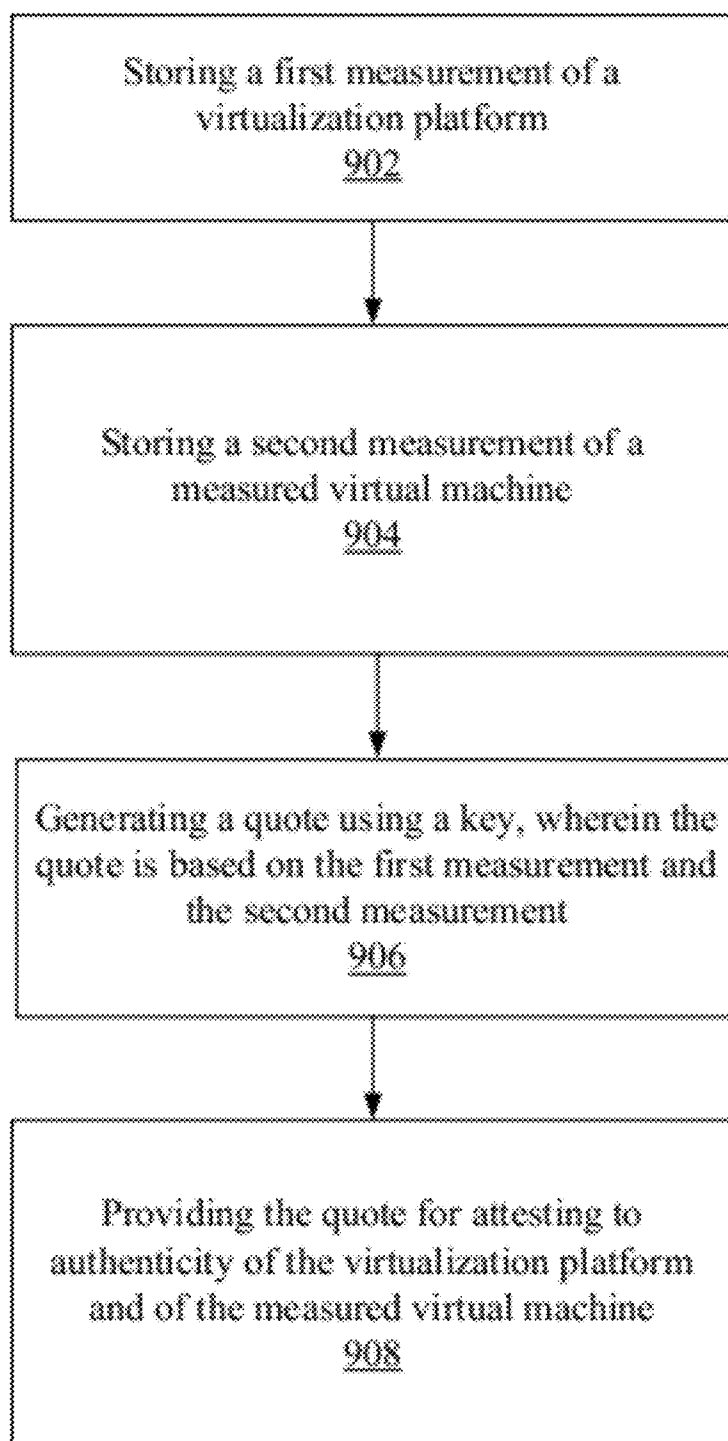 Storing a first measurement of a
virtualization platform
902
Storing a second measurement of a
measured virtual machine
904
Generating a quote using a key, wherein the
quote is based on the first measurement and
the second measurement
906
Providing the quote for attesting to
authenticity of the virtualization platform
and of the measured virtual machine
908